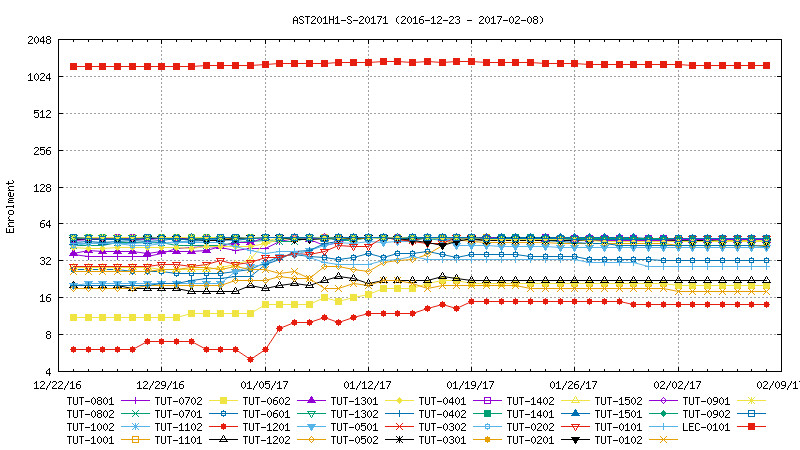 AST201H1-S-20171 (2016-12-23 - 2017-02-08)
Enrolment
2048
1024
512
256
128
64
32
16
8
4
12/22/16 12/29/16 01/05/17 01/12/17 01/19/17 01/26/17 02/02/17 02/09/1
TUT-0801 TUT-0702 TUT-0602 TUT-1301 TUT-0401 TUT-1402 TUT-1502 TUT-0901
TUT-0802 TUT-0701 TUT-0601 TUT-1302 TUT-0402 TUT-1401 TUT-1501 TUT-0902
TUT-1002 TUT-1102 TUT-1201 TUT-0501 TUT-0302 TUT-0202 TUT-0101 LEC-0101
TUT-1001 TUT-1101 TUT-1202 TUT-0502 TUT-0301 TUT-0201 TUT-0102